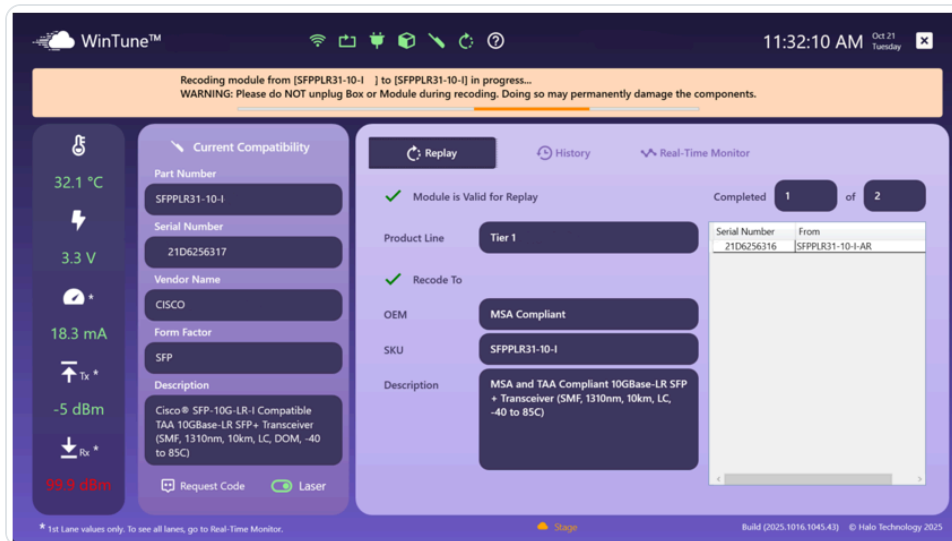 WinTune™
11:32:10 AM
Oct 21
Tuesday
Recoding module from [SFPPLR31-10-I ] to [SFPPLR31-10-I] in progress...
WARNING: Please do NOT unplug Box or Module during recoding. Doing so may permanently damage the components.
32.1 °C
3.3 V
*
18.3 mA
Tx *
-5 dBm
Rx *
99.9 dBm
Current Compatibility
Part Number
SFPPLR31-10-I
Serial Number
21D6256317
Vendor Name
CISCO
Form Factor
SFP
Description
Cisco® SFP-10G-LR-I Compatible
TAA 10GBase-LR SFP+ Transceiver
(SMF, 1310nm, 10km, LC, DOM, -40
to 85C)
Request Code
Laser
Replay
History
Real-Time Monitor
Module is Valid for Replay
Product Line
Tier 1
Recode To
OEM
MSA Compliant
SKU
SFPPLR31-10-I
Description
MSA and TAA Compliant 10GBase-LR SFP
+ Transceiver (SMF, 1310nm, 10km, LC,
-40 to 85C)
Completed 1 of 2
Serial Number From
21D6256316 SFPPLR31-10-I-AR
* 1st Lane values only. To see all lanes, go to Real-Time Monitor.
Stage
Build (2025.1016.1045.43) © Halo Technology 2025